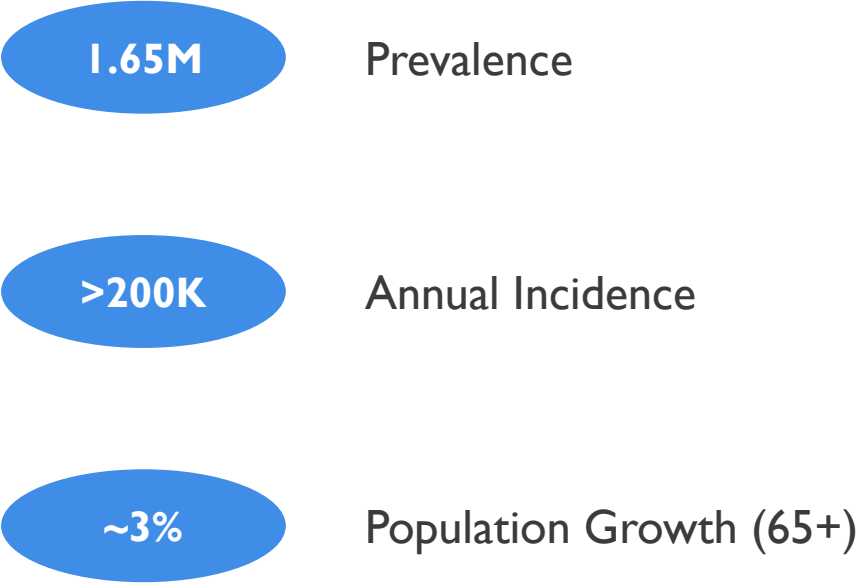 1.65M Prevalence
>200K Annual Incidence
~3% Population Growth (65+)